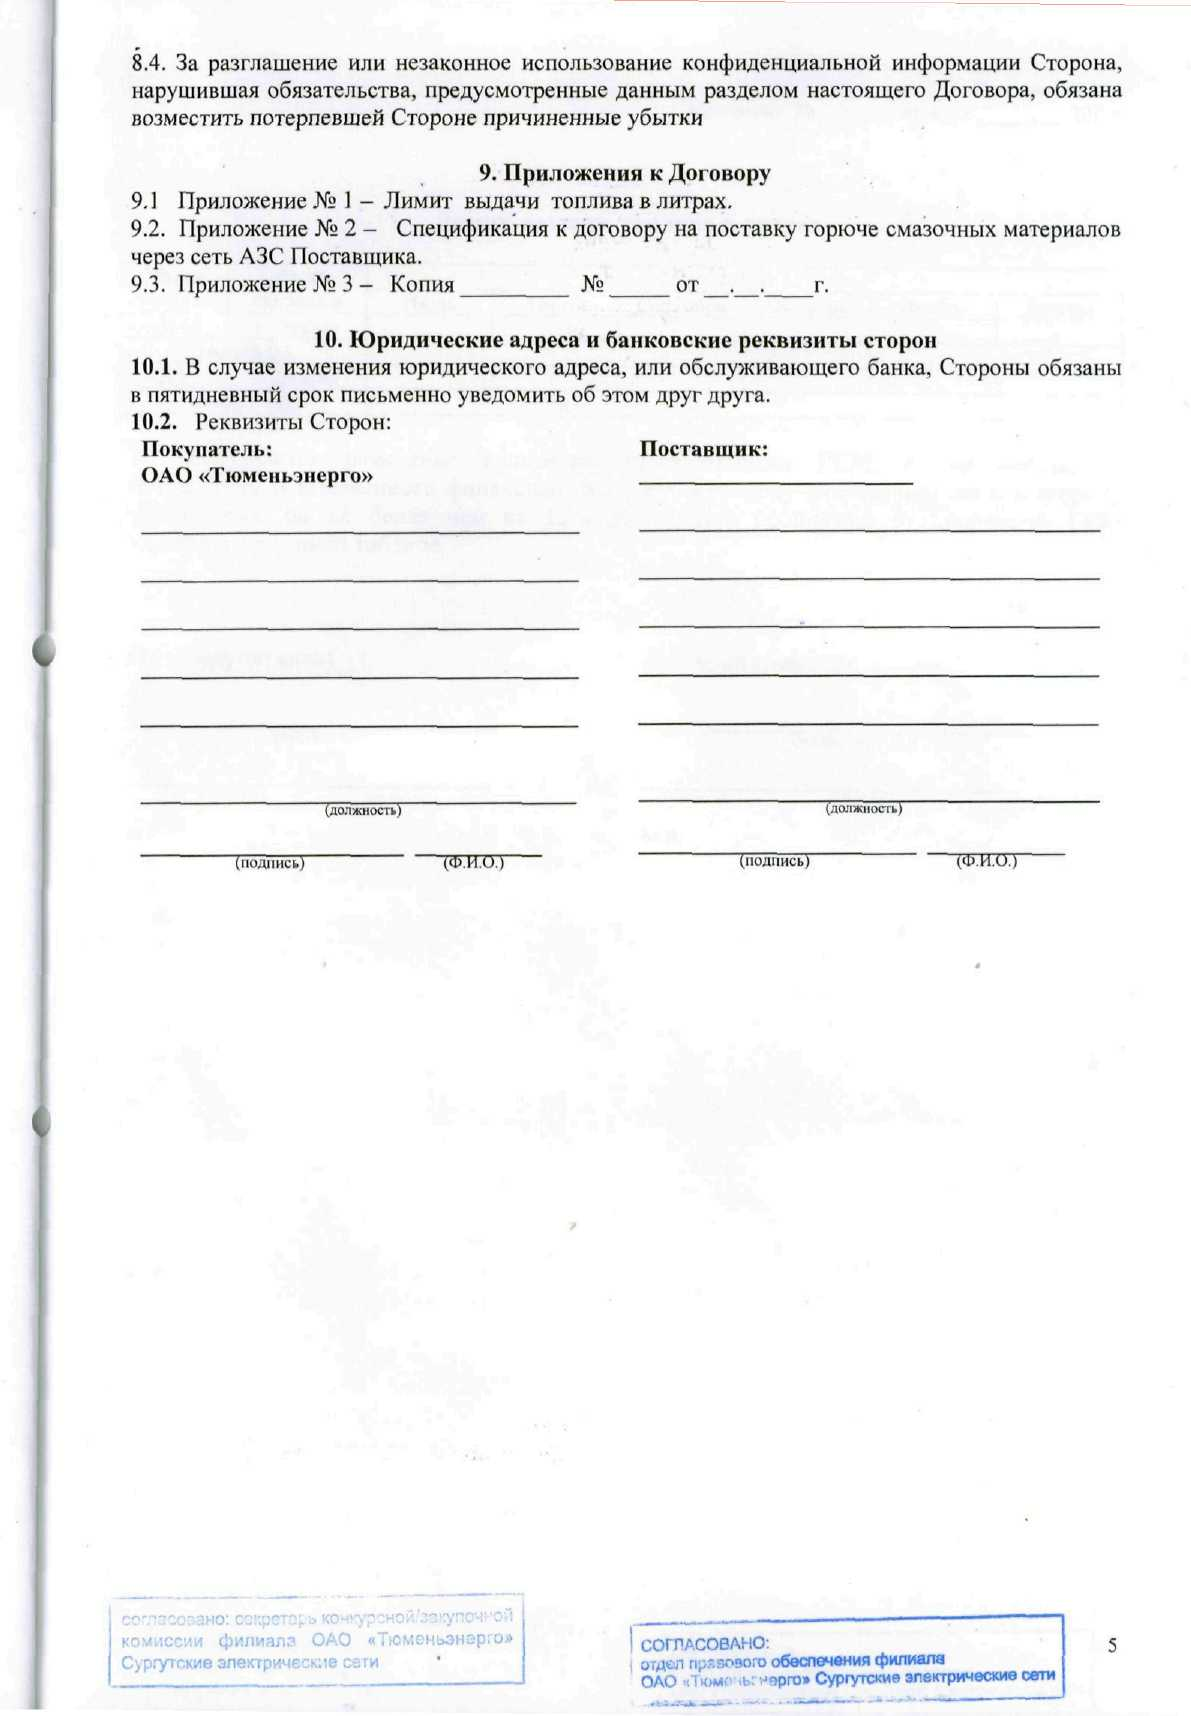 8.4. За разглашение или незаконное использование конфиденциальной информации Сторона,
нарушившая обязательства, предусмотренные данным разделом настоящего Договора, обязана
возместить потерпевшей Стороне причиненные убытки
9. Приложения к Договору
9.1 Приложение № 1 – Лимит выдачи топлива в литрах.
9.2. Приложение № 2 – Спецификация к договору на поставку горюче смазочных материалов
через сеть АЗС Поставщика.
9.3. Приложение № 3 – Копия _________ № _____ от __.__.____г.
10. Юридические адреса и банковские реквизиты сторон
10.1. В случае изменения юридического адреса, или обслуживающего банка, Стороны обязаны
в пятидневный срок письменно уведомить об этом друг друга.
10.2. Реквизиты Сторон:
Покупатель: Поставщик:
ОАО «Тюменьэнерго»
(должность) (должность)
(подпись) (Ф.И.О.) (подпись) (Ф.И.О.)
согласовано: секретарь конкурсной/закупочной
комиссии филиала ОАО «Тюменьэнерго»
Сургутские электрические сети
СОГЛАСОВАНО:
отдел правового обеспечения филиала
ОАО «Тюменьэнерго» Сургутские электрические сети
5